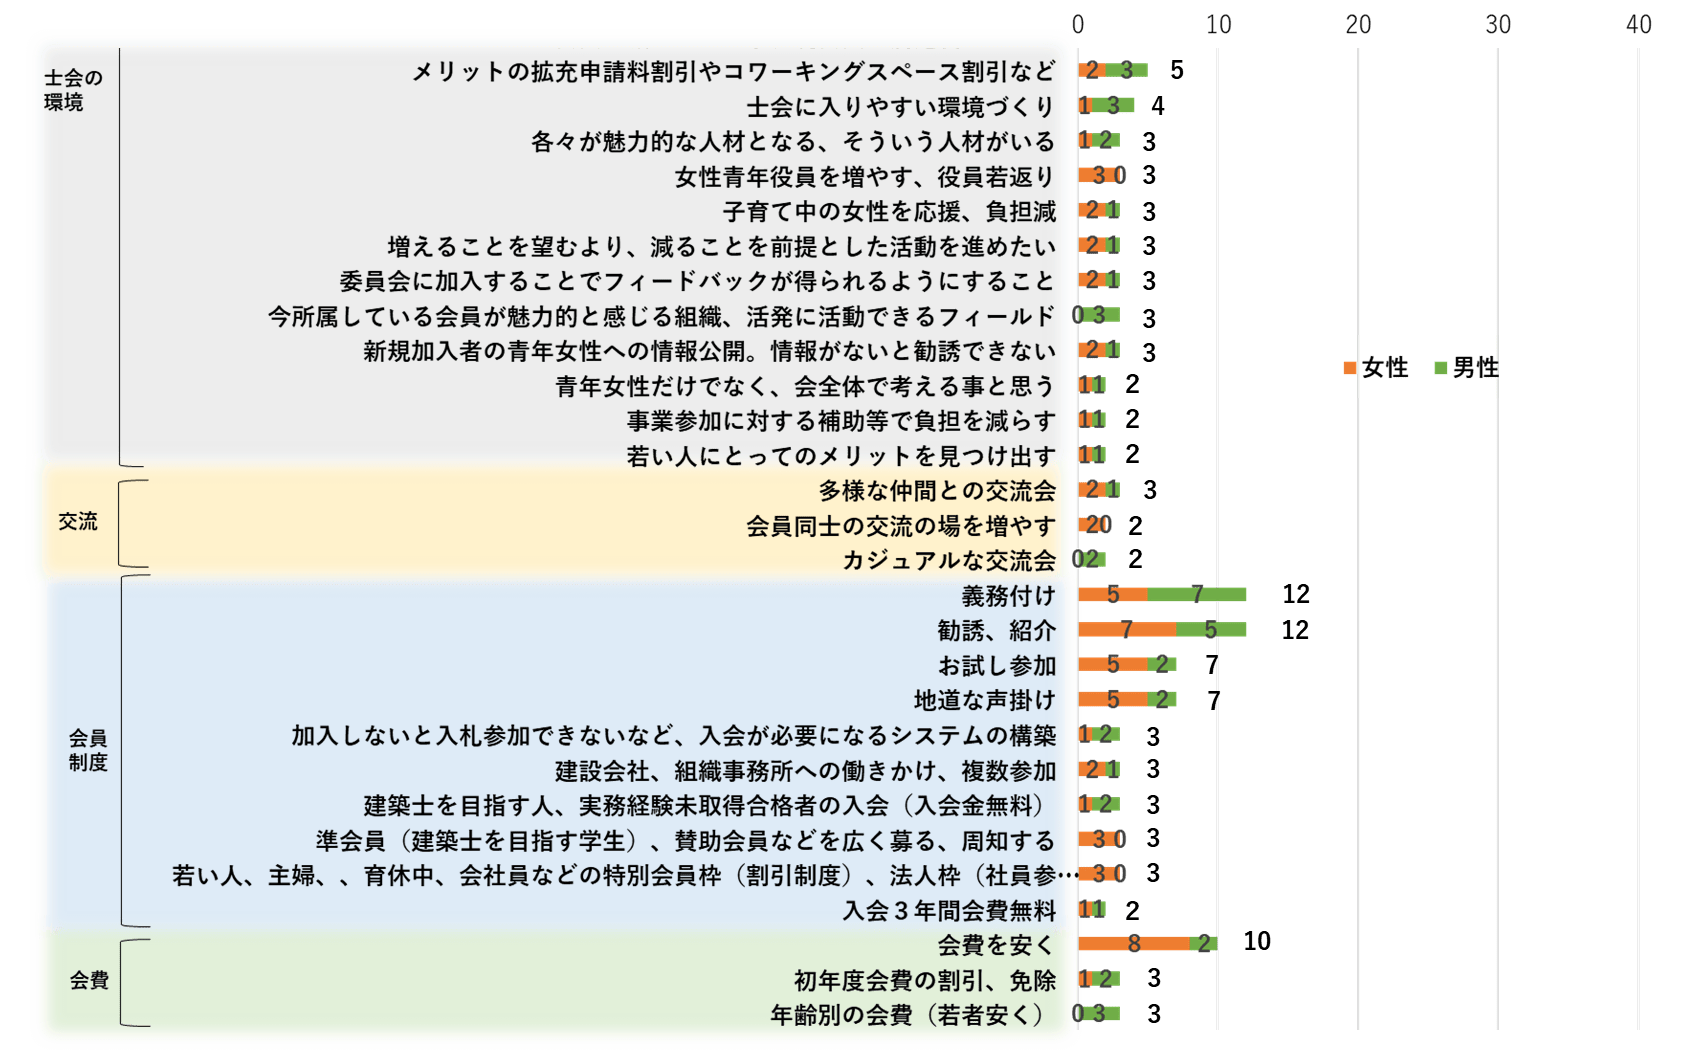 0 10 20 30 40
士会の
環境
メリットの拡充申請料割引やコワーキングスペース割引など 2 3 5
士会に入りやすい環境づくり 1 3 4
各々が魅力的な人材となる、そういう人材がいる 1 2 3
女性青年役員を増やす、役員若返り 3 0 3
子育て中の女性を応援、負担減 2 1 3
増えることを望むより、減ることを前提とした活動を進めたい 2 1 3
委員会に加入することでフィードバックが得られるようにすること 2 1 3
今所属している会員が魅力的と感じる組織、活発に活動できるフィールド 0 3 3
新規加入者の青年女性への情報公開。情報がないと勧誘できない 2 1 3
女性 男性
青年女性だけでなく、会全体で考える事と思う 1 1 2
事業参加に対する補助等で負担を減らす 1 1 2
若い人にとってのメリットを見つけ出す 1 1 2
交流
多様な仲間との交流会 2 1 3
会員同士の交流の場を増やす 2 0 2
カジュアルな交流会 0 2 2
会員
制度
義務付け 5 7 12
勧誘、紹介 7 5 12
お試し参加 5 2 7
地道な声掛け 5 2 7
加入しないと入札参加できないなど、入会が必要になるシステムの構築 1 2 3
建設会社、組織事務所への働きかけ、複数参加 2 1 3
建築士を目指す人、実務経験未取得合格者の入会（入会金無料） 1 2 3
準会員（建築士を目指す学生）、賛助会員などを広く募る、周知する 3 0 3
若い人、主婦、、育休中、会社員などの特別会員枠（割引制度）、法人枠（社員参… 3 0 3
入会３年間会費無料 1 1 2
会費
会費を安く 8 2 10
初年度会費の割引、免除 1 2 3
年齢別の会費（若者安く） 0 3 3